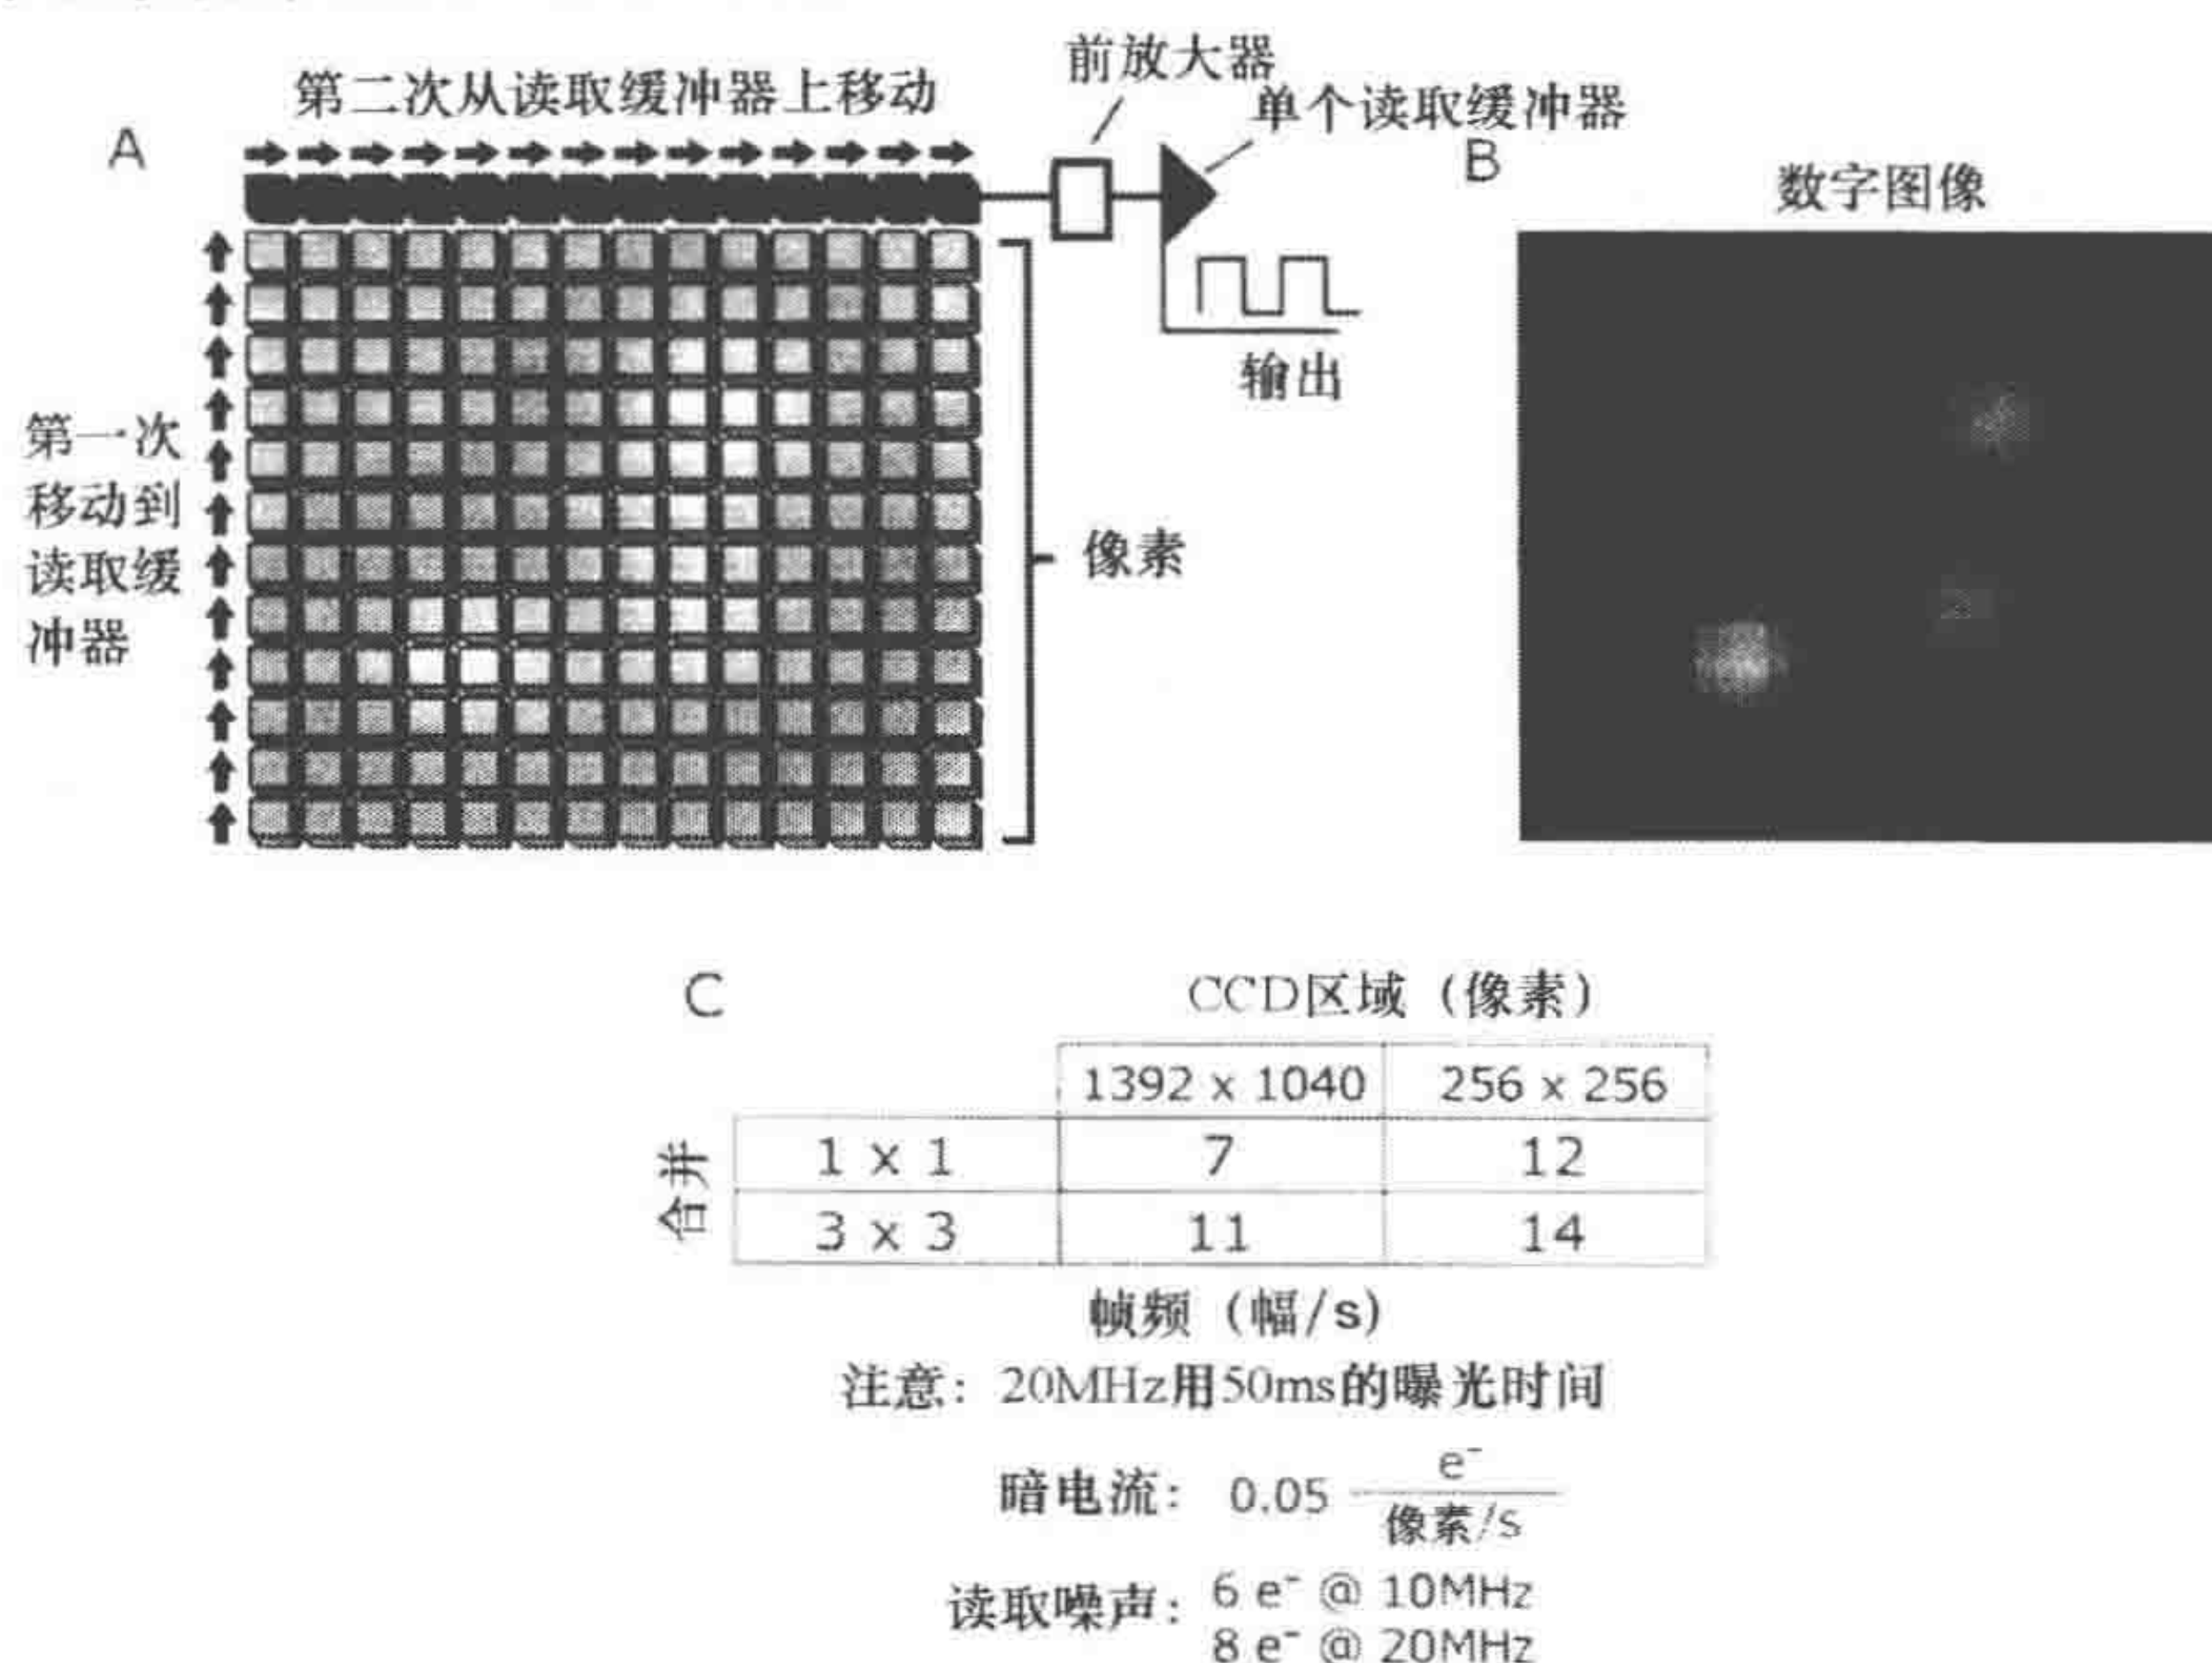 前放大器
第二次从读取缓冲器上移动
单个读取缓冲器
A
B
数字图像
输出
第一次
移动到
读取缓
冲器
像素
C
CCD区域（像素）
1392 x 1040
256 x 256
合并
1 x 1
7
12
3 x 3
11
14
帧频（幅/s）
注意：20MHz用50ms的曝光时间
暗电流： 0.05 e⁻
像素/s
读取噪声： 6 e⁻ @ 10MHz
8 e⁻ @ 20MHz